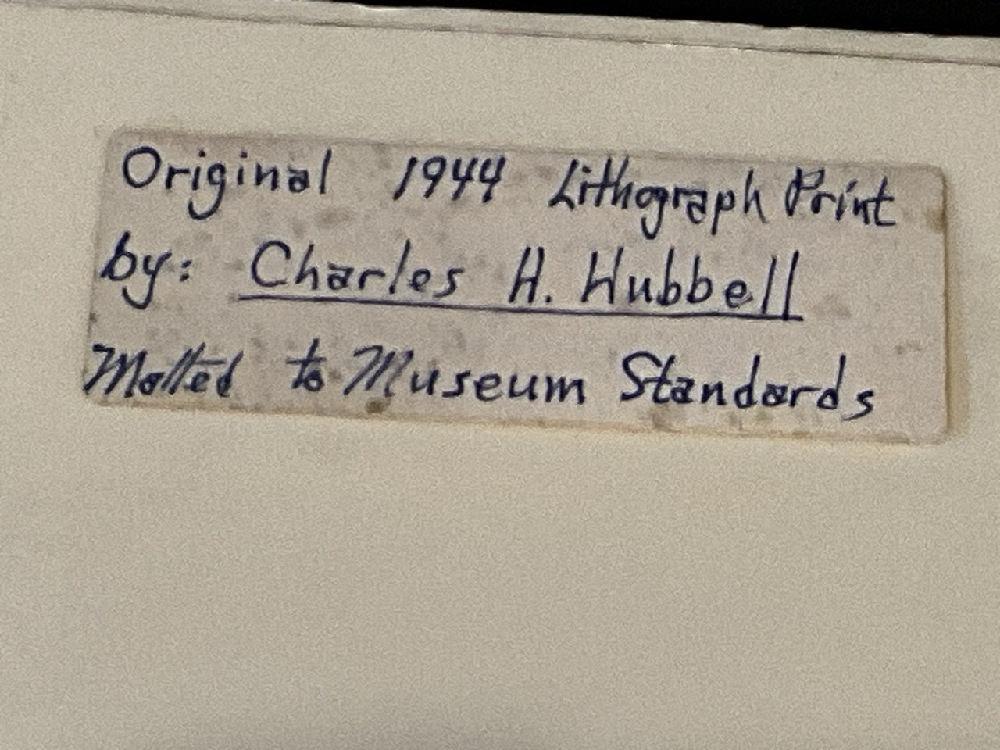 Original 1944 Lithograph Print
by: Charles H. Hubbell
Matted to Museum Standards